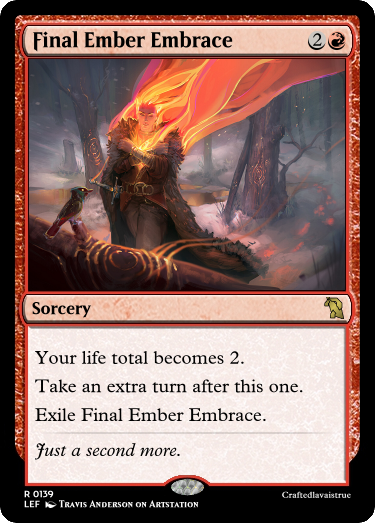 Final Ember Embrace 2
Sorcery
Your life total becomes 2.
Take an extra turn after this one.
Exile Final Ember Embrace.
Just a second more.
R 0139
LEF Travis Anderson on Artstation
Craftedlavaistrue